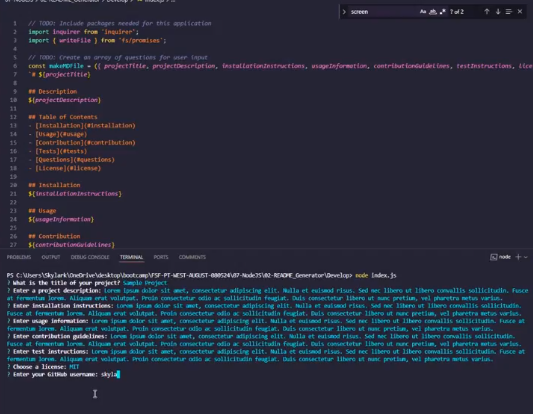 screen
? of 2
1 // TODO: Include packages needed for this application
2 import inquirer from `inquirer`;
3 import { writeFile } from `fs/promises`;
4
5 // TODO: Create an array of questions for user input
6 const makeMDFile = ({ projectTitle, projectDescription, installationInstructions, usageInformation, contributionGuidelines, testInstructions, lice
7 `# ${projectTitle}
8
9 ## Description
10 ${projectDescription}
11
12 ## Table of Contents
13 - [Installation](#installation)
14 - [Usage](#usage)
15 - [Contribution](#contribution)
16 - [Tests](#tests)
17 - [Questions](#questions)
18 - [License](#license)
19
20 ## Installation
21 ${installationInstructions}
22
23 ## Usage
24 ${usageInformation}
25
26 ## Contribution
27 ${contributionGuidelines}
PROBLEMS OUTPUT DEBUG CONSOLE TERMINAL PORTS COMMENTS node
PS C:\Users\Skylark\OneDrive\desktop\bootcamp\FSF-PT-WEST-AUGUST-080524\07-NodeJS\02-README_Generator\Develop> node index.js
? What is the title of your project? Sample Project
? Enter a project description: Lorem ipsum dolor sit amet, consectetur adipiscing elit. Nulla et euismod risus. Sed nec libero ut libero convallis sollicitudin. Fusce
at fermentum lorem. Aliquam erat volutpat. Proin consectetur odio ac sollicitudin feugiat. Duis consectetur libero ut nunc pretium, vel pharetra metus varius.
? Enter installation instructions: Lorem ipsum dolor sit amet, consectetur adipiscing elit. Nulla et euismod risus. Sed nec libero ut libero convallis sollicitudin.
Fusce at fermentum lorem. Aliquam erat volutpat. Proin consectetur odio ac sollicitudin feugiat. Duis consectetur libero ut nunc pretium, vel pharetra metus varius.
? Enter usage information: Lorem ipsum dolor sit amet, consectetur adipiscing elit. Nulla et euismod risus. Sed nec libero ut libero convallis sollicitudin. Fusce at
fermentum lorem. Aliquam erat volutpat. Proin consectetur odio ac sollicitudin feugiat. Duis consectetur libero ut nunc pretium, vel pharetra metus varius.
? Enter contribution guidelines: Lorem ipsum dolor sit amet, consectetur adipiscing elit. Nulla et euismod risus. Sed nec libero ut libero convallis sollicitudin.
Fusce at fermentum lorem. Aliquam erat volutpat. Proin consectetur odio ac sollicitudin feugiat. Duis consectetur libero ut nunc pretium, vel pharetra metus varius.
? Enter test instructions: Lorem ipsum dolor sit amet, consectetur adipiscing elit. Nulla et euismod risus. Sed nec libero ut libero convallis sollicitudin. Fusce at
fermentum lorem. Aliquam erat volutpat. Proin consectetur odio ac sollicitudin feugiat. Duis consectetur libero ut nunc pretium, vel pharetra metus varius.
? Choose a license: MIT
? Enter your GitHub username: skyla